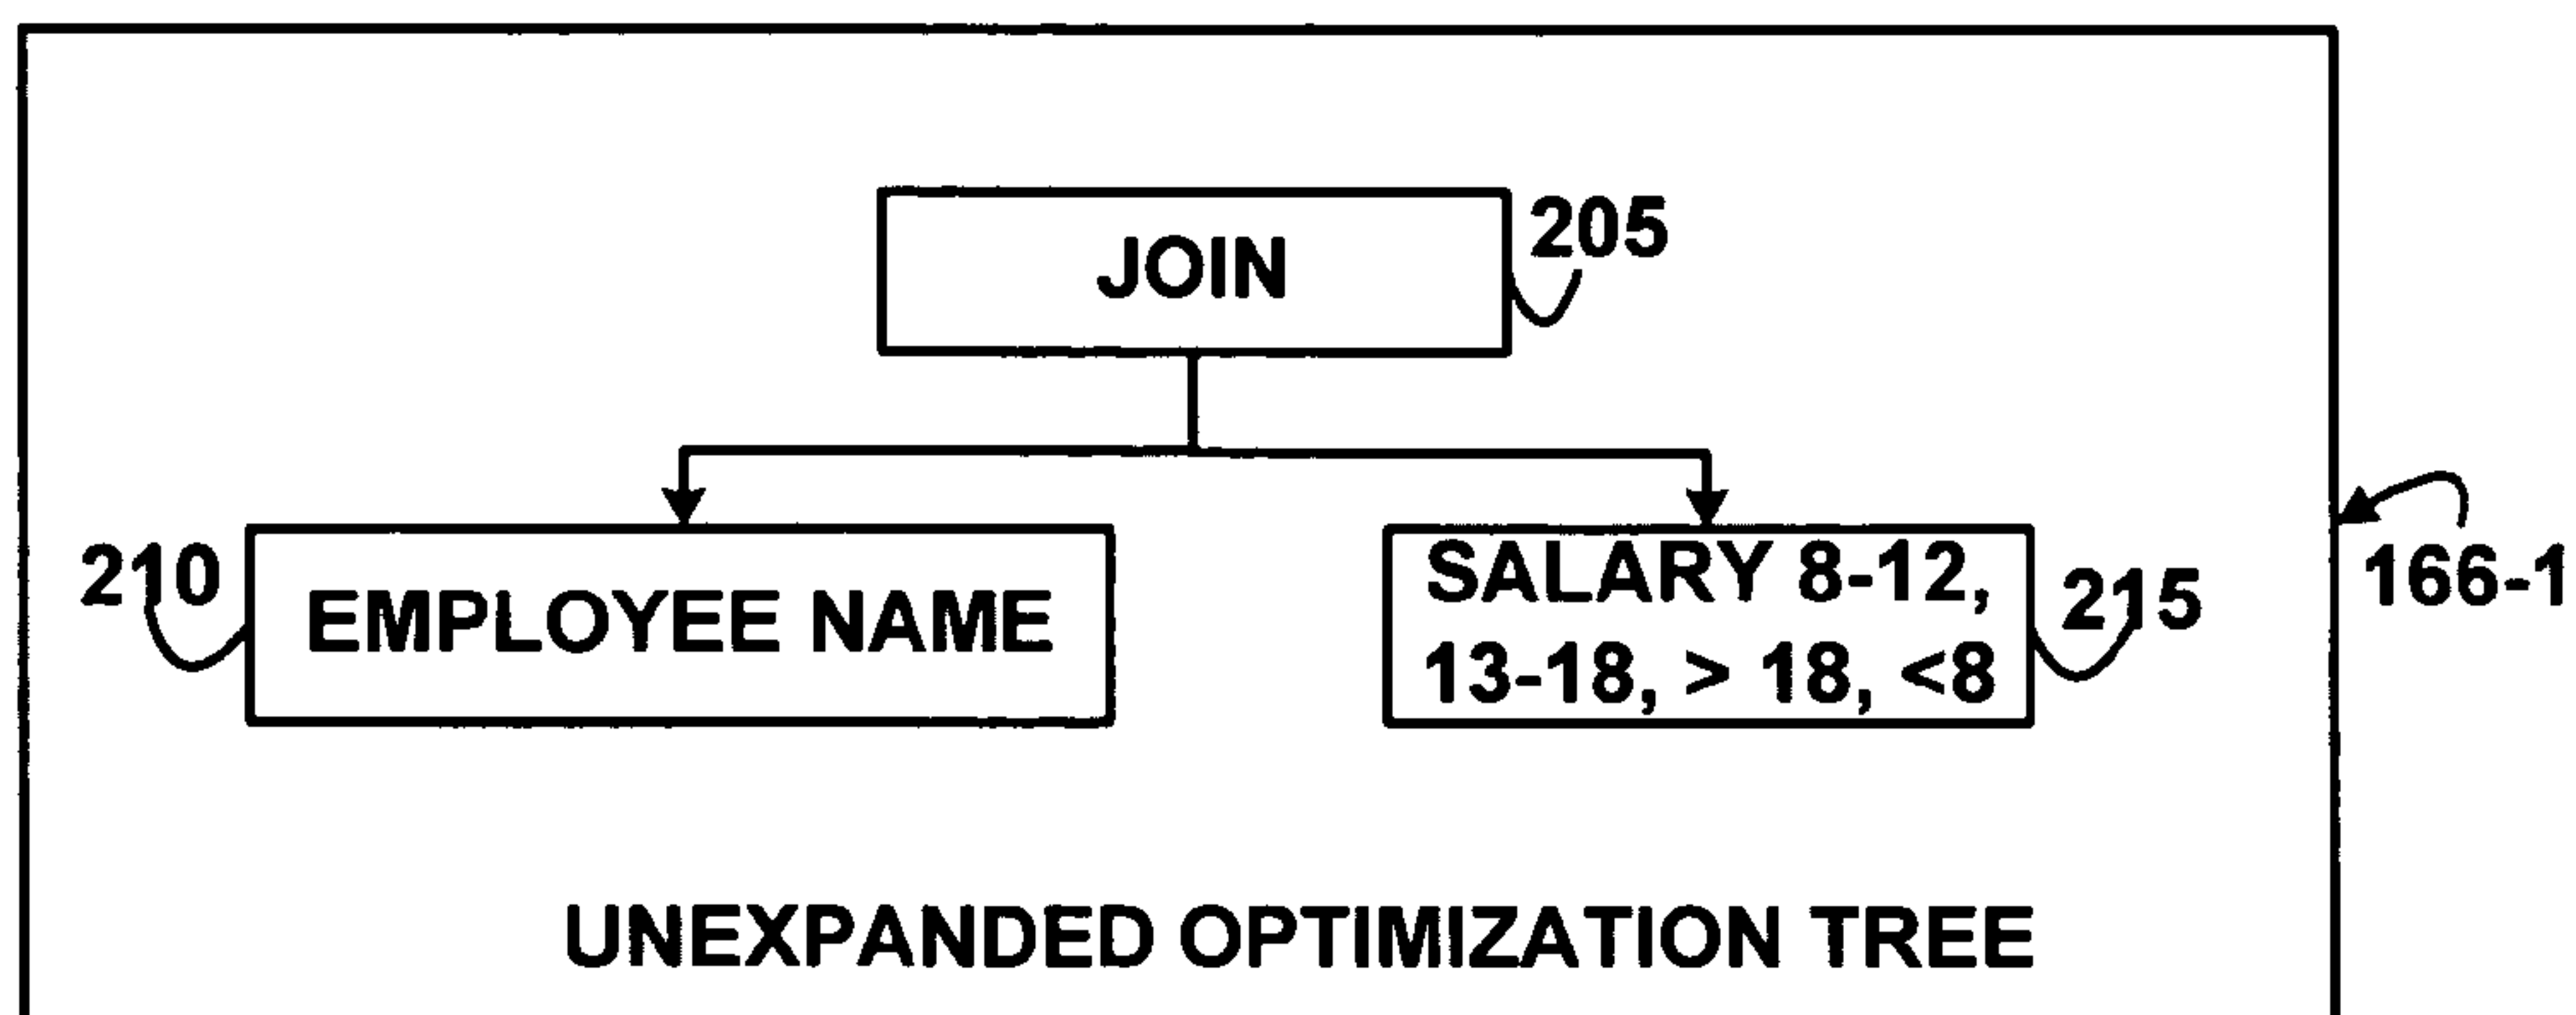 JOIN
205
210
EMPLOYEE NAME
SALARY 8-12,
13-18, > 18, <8
215
166-1
UNEXPANDED OPTIMIZATION TREE